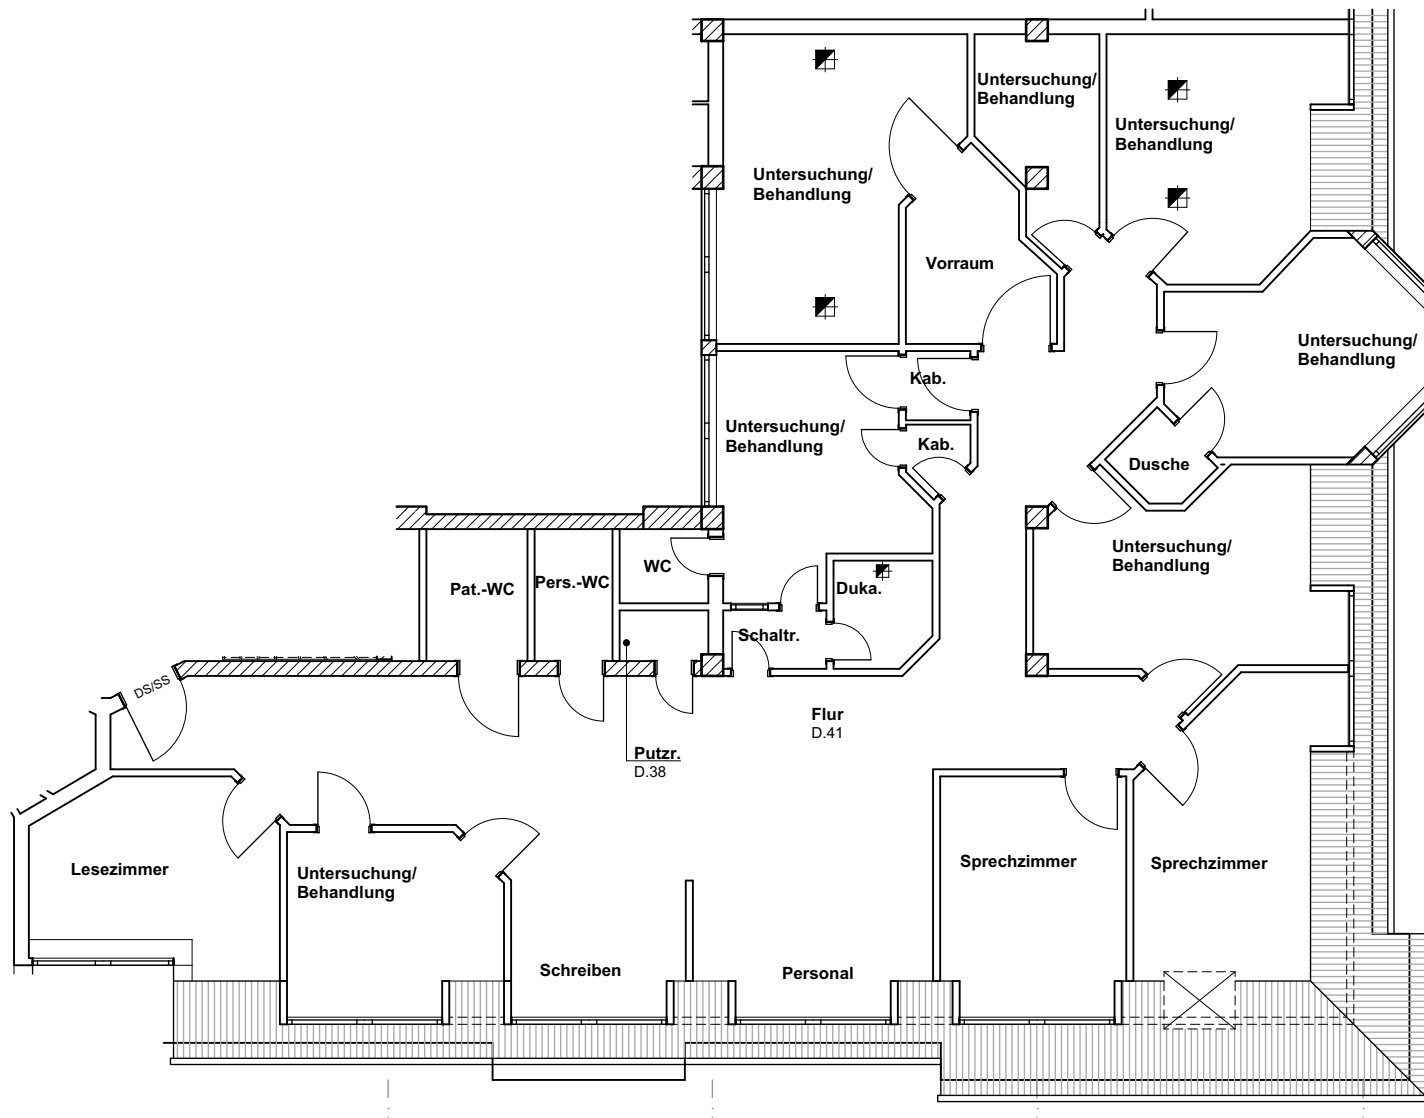 Untersuchung/
Behandlung
Untersuchung/
Behandlung
Untersuchung/
Behandlung
Vorraum
Untersuchung/
Behandlung
Kab.
Untersuchung/
Behandlung
Kab.
Dusche
Untersuchung/
Behandlung
WC
Pat.-WC
Pers.-WC
Duka.
Schaltr.
DS/SS
Flur
D.41
Putzr.
D.38
Lesezimmer
Untersuchung/
Behandlung
Sprechzimmer
Sprechzimmer
Schreiben
Personal